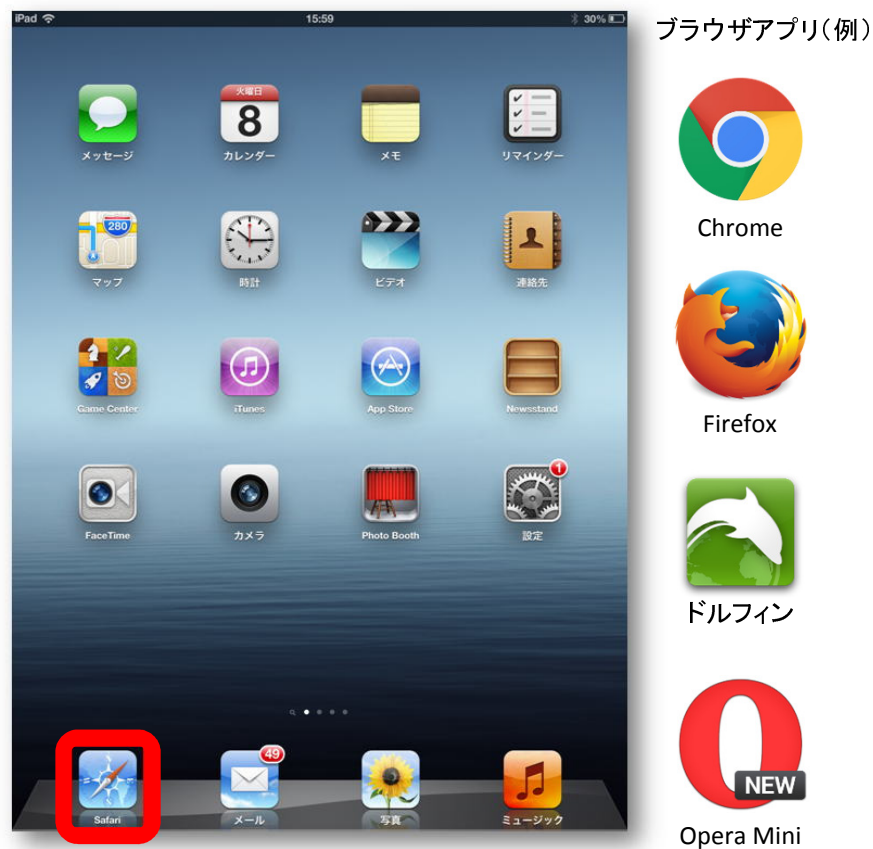 iPad 15:59 30%
火曜日
8
メッセージ カレンダー メモ リマインダー
280
マップ 時計 ビデオ 連絡先
Game Center iTunes App Store Newsstand
1
FaceTime カメラ Photo Booth 設定
49
Safari メール 写真 ミュージック
ブラウザアプリ(例)
Chrome
Firefox
ドルフィン
NEW
Opera Mini